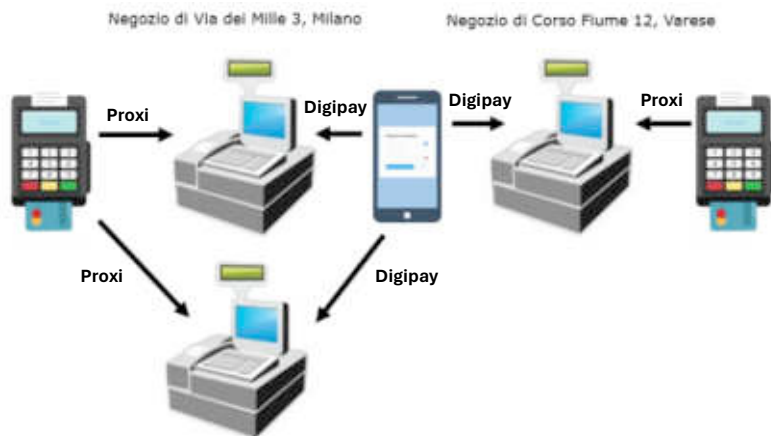 Negozio di Via dei Mille 3, Milano
Negozio di Corso Fiume 12, Varese
Proxi
Digipay
Digipay
Proxi
Proxi
Digipay